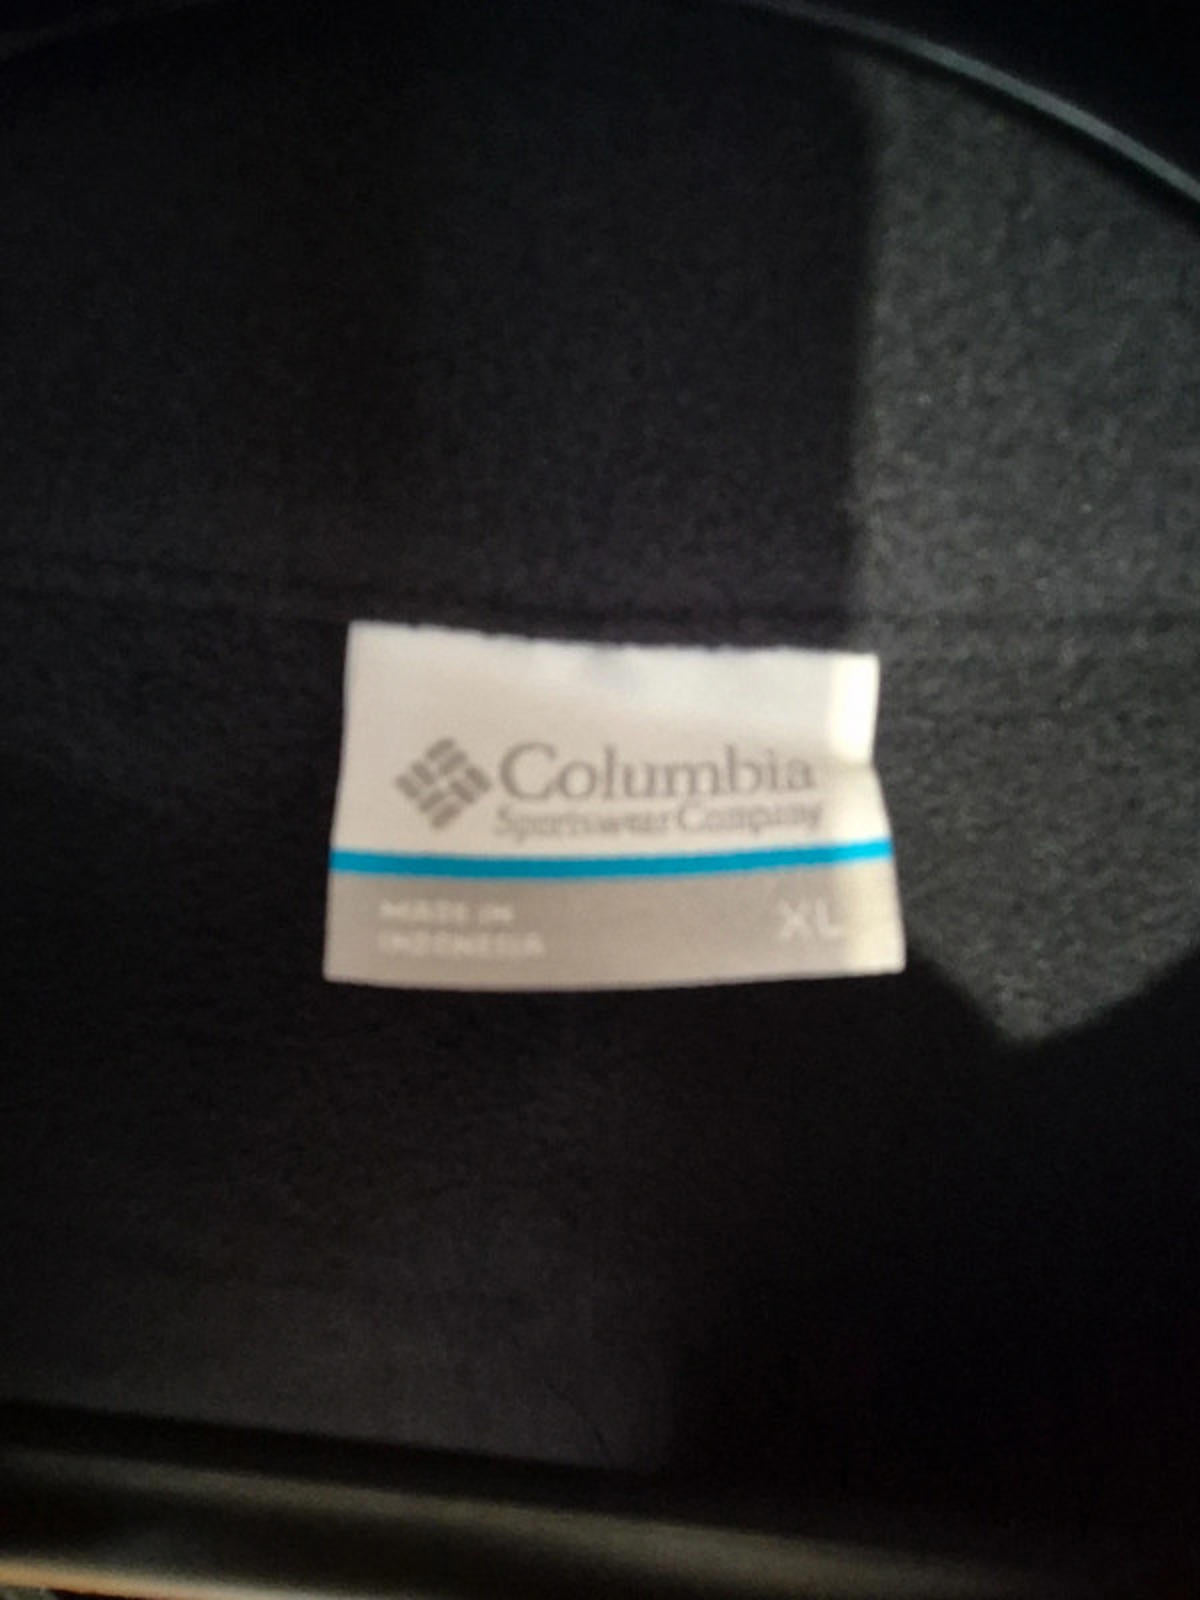 Columbia
Sportswear Company
MADE IN
INDONESIA
XL